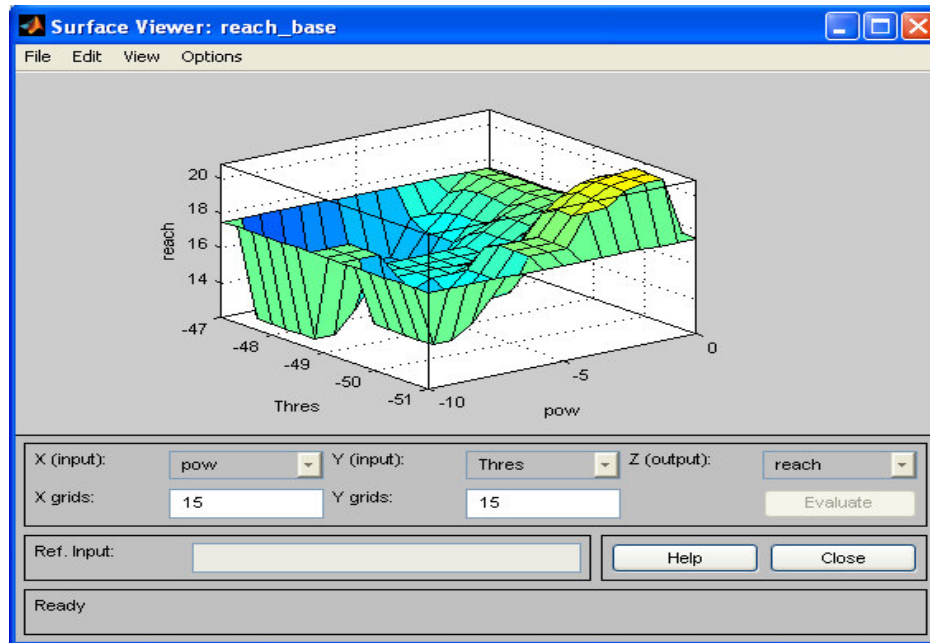 Surface Viewer: reach_base
File Edit View Options
20
18
16
14
reach
-47
-48
-49
-50
-51
Thres
-10
-5
0
pow
X (input): pow Y (input): Thres Z (output): reach
X grids: 15 Y grids: 15 Evaluate
Ref. Input: Help Close
Ready